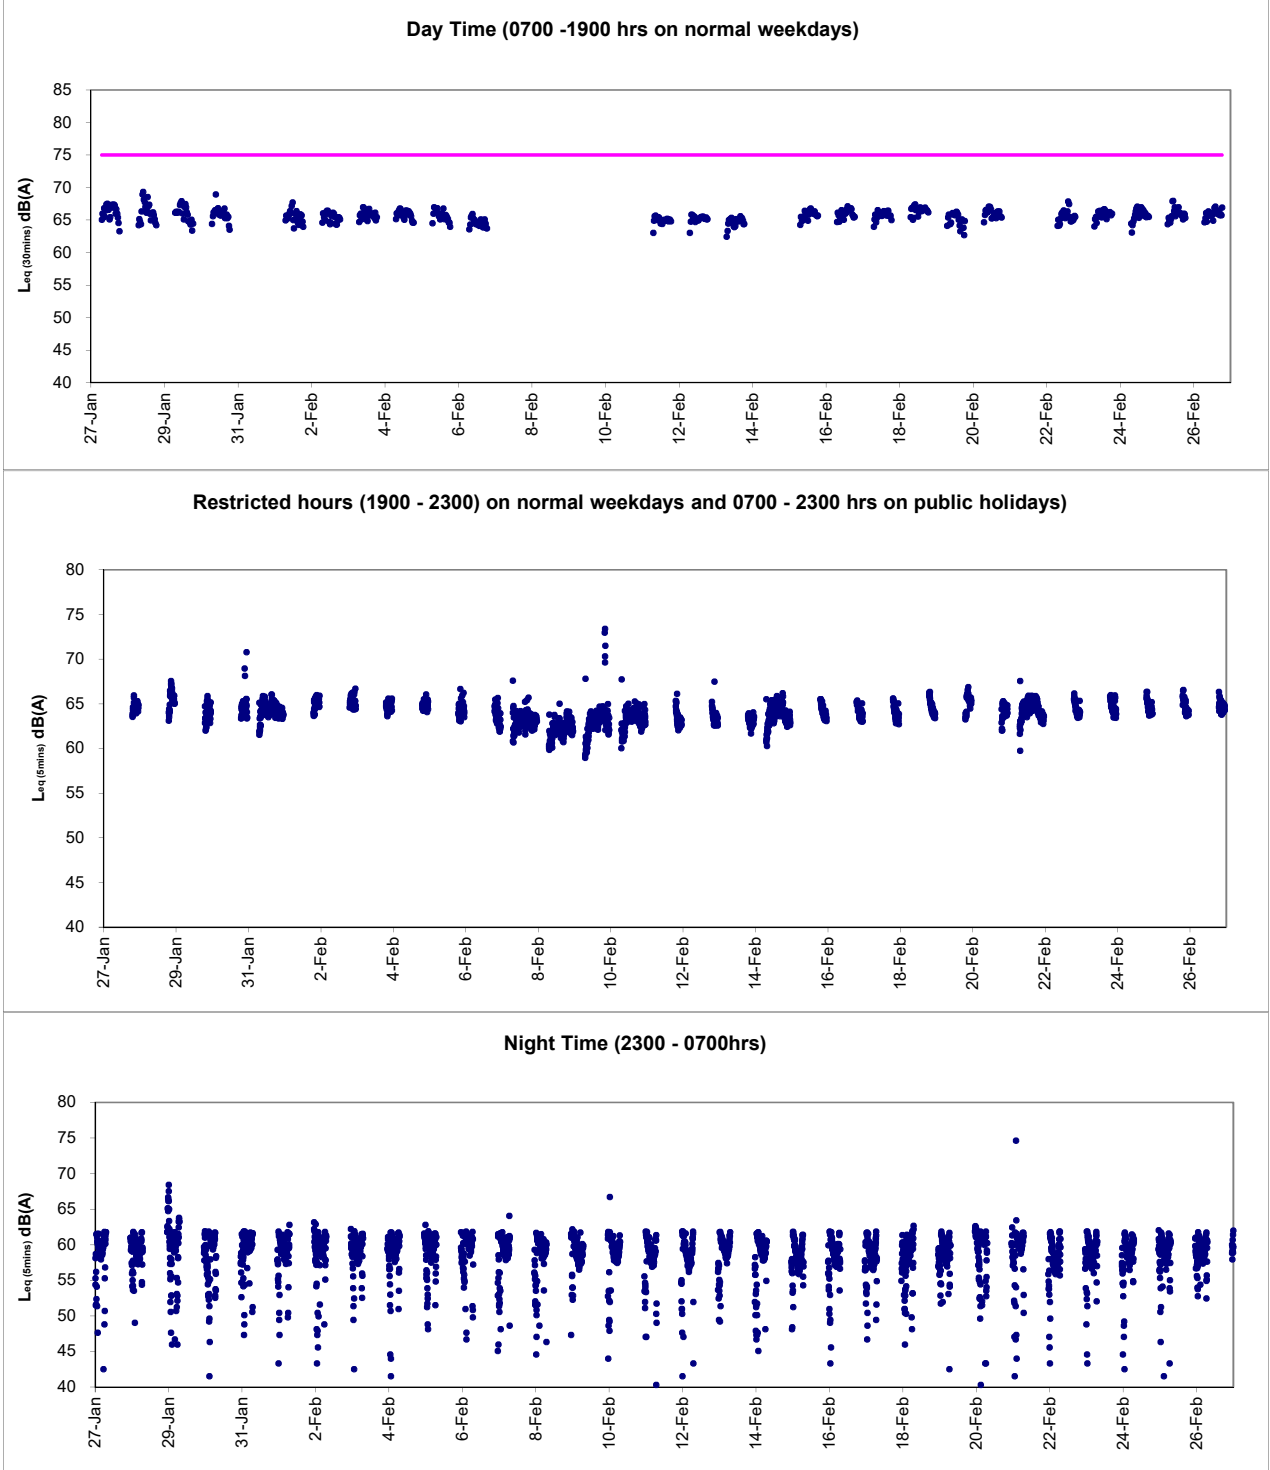 Day Time (0700 -1900 hrs on normal weekdays)
85
80
75
70
65
60
55
50
45
40
Leq (30mins) dB(A)
27-Jan
29-Jan
31-Jan
2-Feb
4-Feb
6-Feb
8-Feb
10-Feb
12-Feb
14-Feb
16-Feb
18-Feb
20-Feb
22-Feb
24-Feb
26-Feb
Restricted hours (1900 - 2300) on normal weekdays and 0700 - 2300 hrs on public holidays)
80
75
70
65
60
55
50
45
40
Leq (5mins) dB(A)
27-Jan
29-Jan
31-Jan
2-Feb
4-Feb
6-Feb
8-Feb
10-Feb
12-Feb
14-Feb
16-Feb
18-Feb
20-Feb
22-Feb
24-Feb
26-Feb
Night Time (2300 - 0700hrs)
80
75
70
65
60
55
50
45
40
Leq (5mins) dB(A)
27-Jan
29-Jan
31-Jan
2-Feb
4-Feb
6-Feb
8-Feb
10-Feb
12-Feb
14-Feb
16-Feb
18-Feb
20-Feb
22-Feb
24-Feb
26-Feb